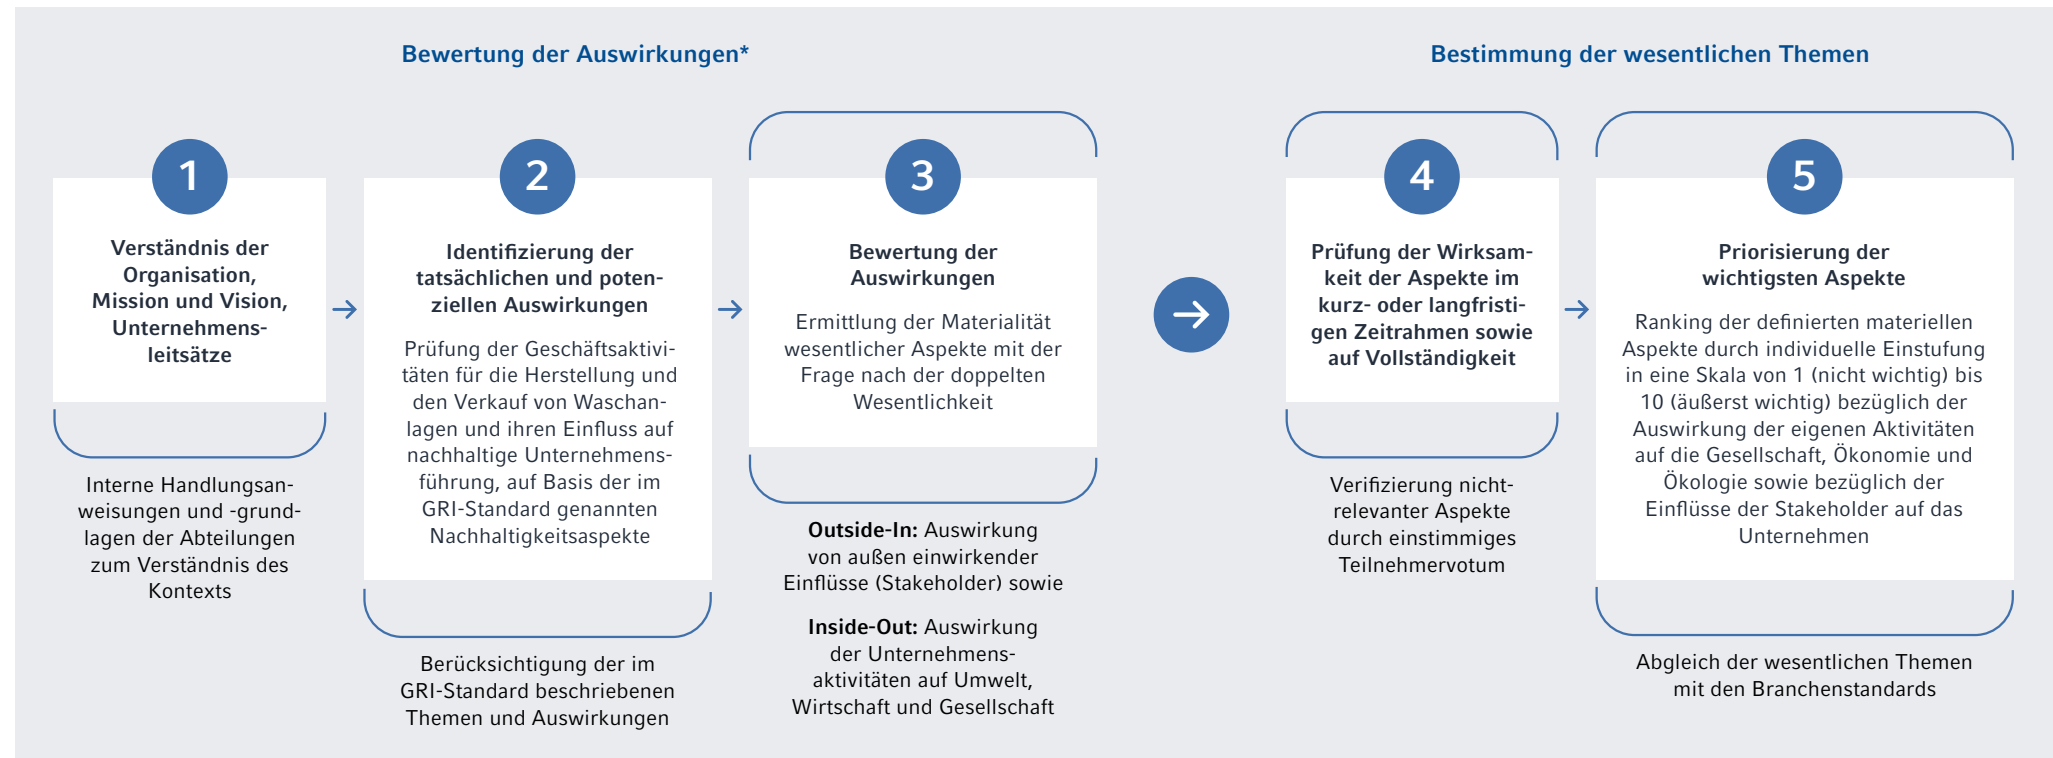 Bewertung der Auswirkungen*
1
Verständnis der
Organisation,
Mission und Vision,
Unternehmens-
leitsätze
Interne Handlungsan-
weisungen und -grund-
lagen der Abteilungen
zum Verständnis des
Kontexts
2
Identifizierung der
tatsächlichen und poten-
ziellen Auswirkungen
Prüfung der Geschäftsaktivi-
täten für die Herstellung und
den Verkauf von Waschan-
lagen und ihren Einfluss auf
nachhaltige Unternehmens-
führung, auf Basis der im
GRI-Standard genannten
Nachhaltigkeitsaspekte
Berücksichtigung der im
GRI-Standard beschriebenen
Themen und Auswirkungen
3
Bewertung der
Auswirkungen
Ermittlung der Materialität
wesentlicher Aspekte mit der
Frage nach der doppelten
Wesentlichkeit
Outside-In: Auswirkung
von außen einwirkender
Einflüsse (Stakeholder) sowie
Inside-Out: Auswirkung
der Unternehmens-
aktivitäten auf Umwelt,
Wirtschaft und Gesellschaft
Bestimmung der wesentlichen Themen
4
Prüfung der Wirksam-
keit der Aspekte im
kurz- oder langfristi-
gen Zeitrahmen sowie
auf Vollständigkeit
Verifizierung nicht-
relevanter Aspekte
durch einstimmiges
Teilnehmervotum
5
Priorisierung der
wichtigsten Aspekte
Ranking der definierten materiellen
Aspekte durch individuelle Einstufung
in eine Skala von 1 (nicht wichtig) bis
10 (äußerst wichtig) bezüglich der
Auswirkung der eigenen Aktivitäten
auf die Gesellschaft, Ökonomie und
Ökologie sowie bezüglich der
Einflüsse der Stakeholder auf das
Unternehmen
Abgleich der wesentlichen Themen
mit den Branchenstandards